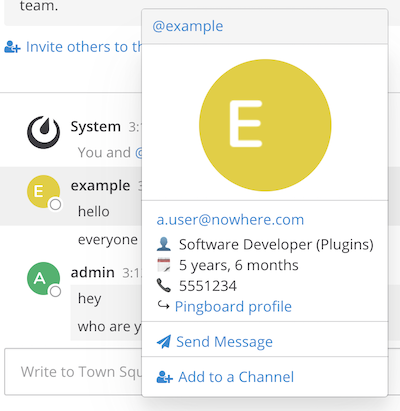 team.
@example
Invite others to th
E
System 3:1
You and @
a.user@nowhere.com
E
example 3
hello
Software Developer (Plugins)
everyone
5 years, 6 months
A
admin 3:1
5551234
hey
Pingboard profile
who are y
Send Message
Write to Town Squ
Add to a Channel